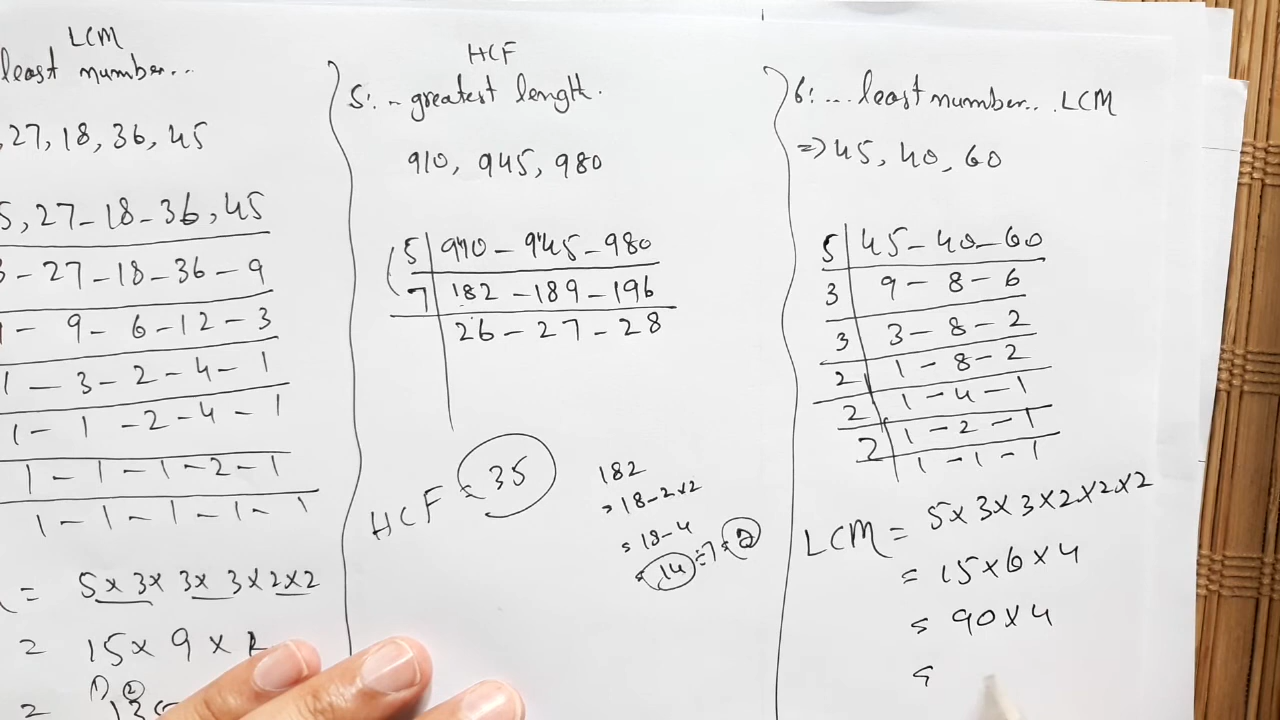 LCM
least number...
27, 18, 36, 45
5, 27 - 18 - 36, 45
3 - 27 - 18 - 36 - 9
1 - 9 - 6 - 12 - 3
1 - 3 - 2 - 4 - 1
1 - 1 - 2 - 4 - 1
1 - 1 - 1 - 2 - 1
1 - 1 - 1 - 1 - 1
= 5 x 3 x 3 x 3 x 2 x 2
= 15 x 9 x
1) ②
=
HCF
5: .. greatest length.
910, 945, 980
5 | 910 - 945 - 980
7 | 182 - 189 - 196
26 - 27 - 28
HCF = 35
182
= 18 - 2 x 2
= 18 - 4
= 14 ÷ 7 = 2
6: ... least number... LCM
=> 45, 40, 60
5 | 45 - 40 - 60
3 | 9 - 8 - 6
3 | 3 - 8 - 2
2 | 1 - 8 - 2
2 | 1 - 4 - 1
2 | 1 - 2 - 1
1 - 1 - 1
LCM = 5 x 3 x 3 x 2 x 2 x 2
= 15 x 6 x 4
= 90 x 4
=